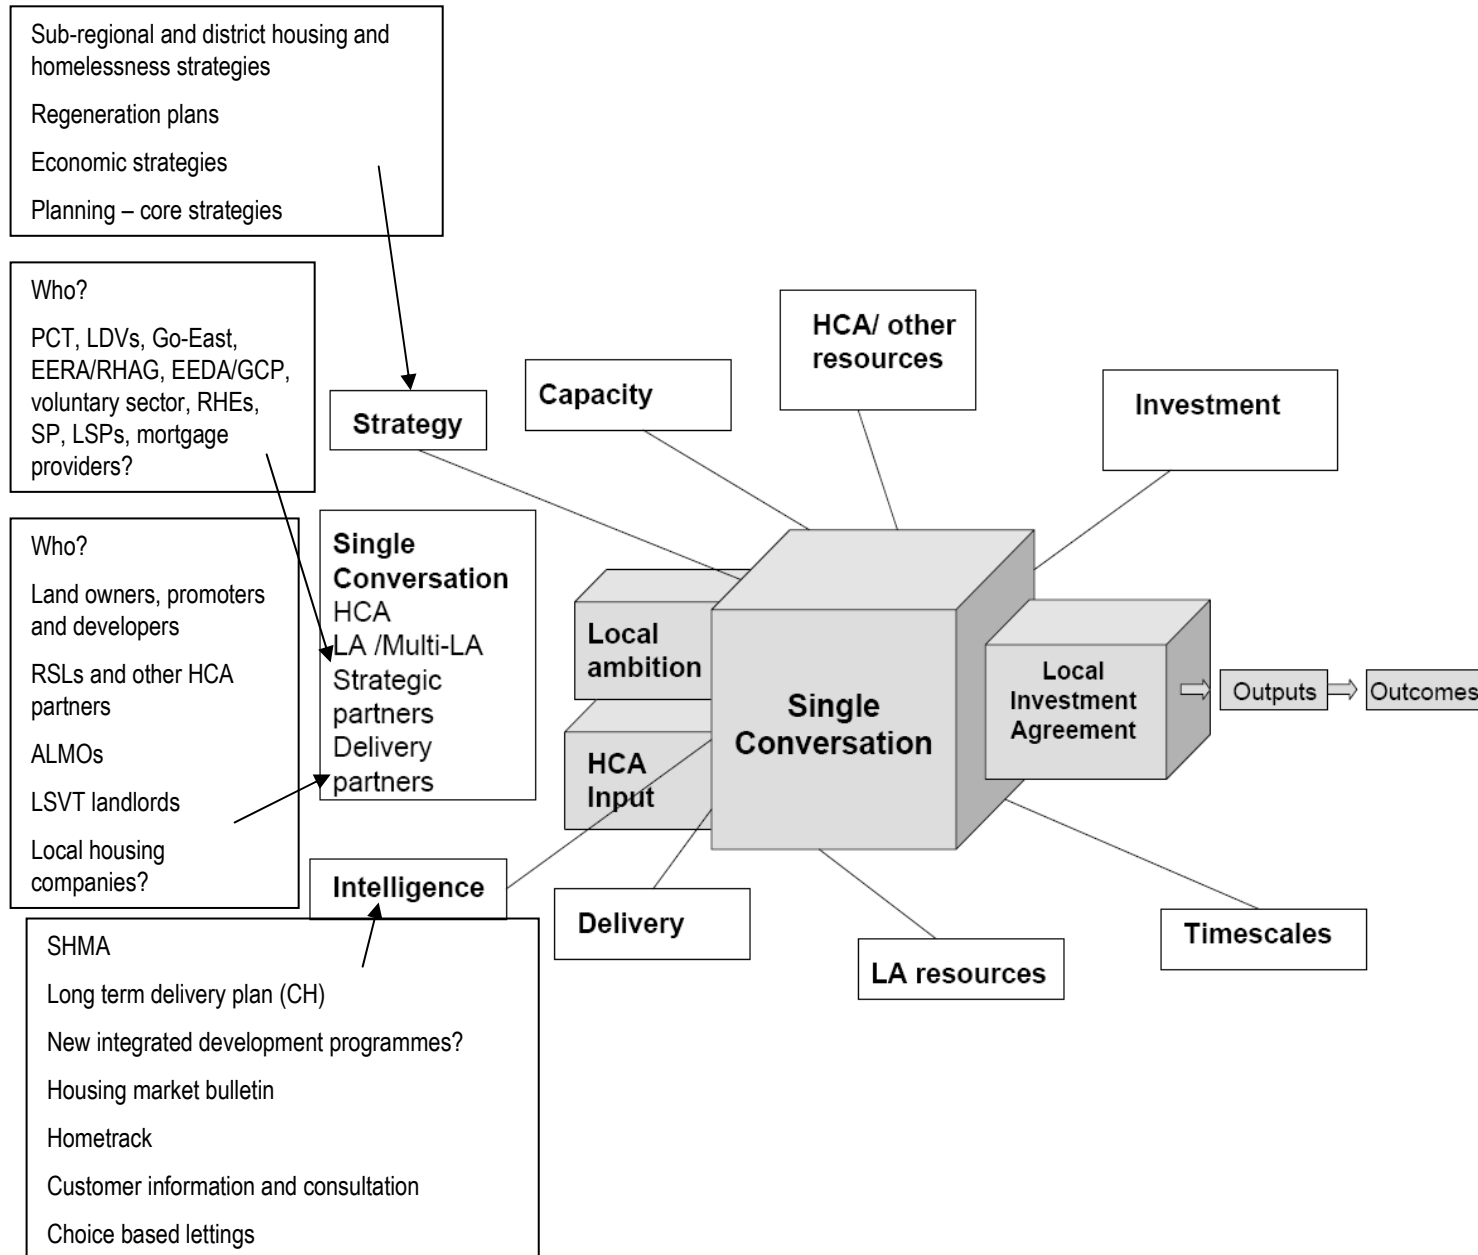 Sub-regional and district housing and
homelessness strategies
Regeneration plans
Economic strategies
Planning – core strategies
Who?
PCT, LDVs, Go-East,
EERA/RHAG, EEDA/GCP,
voluntary sector, RHEs,
SP, LSPs, mortgage
providers?
Who?
Land owners, promoters
and developers
RSLs and other HCA
partners
ALMOs
LSVT landlords
Local housing
companies?
Strategy
Capacity
HCA/ other
resources
Investment
Single
Conversation
HCA
LA /Multi-LA
Strategic
partners
Delivery
partners
Local
ambition
HCA
Input
Single
Conversation
Local
Investment
Agreement
Outputs
Outcomes
Intelligence
Delivery
LA resources
Timescales
SHMA
Long term delivery plan (CH)
New integrated development programmes?
Housing market bulletin
Hometrack
Customer information and consultation
Choice based lettings